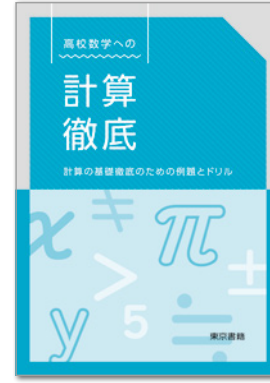 高校数学への
計算
徹底
計算の基礎徹底のための例題とドリル
x ≠ π
> ±
y 5 ≒
東京書籍